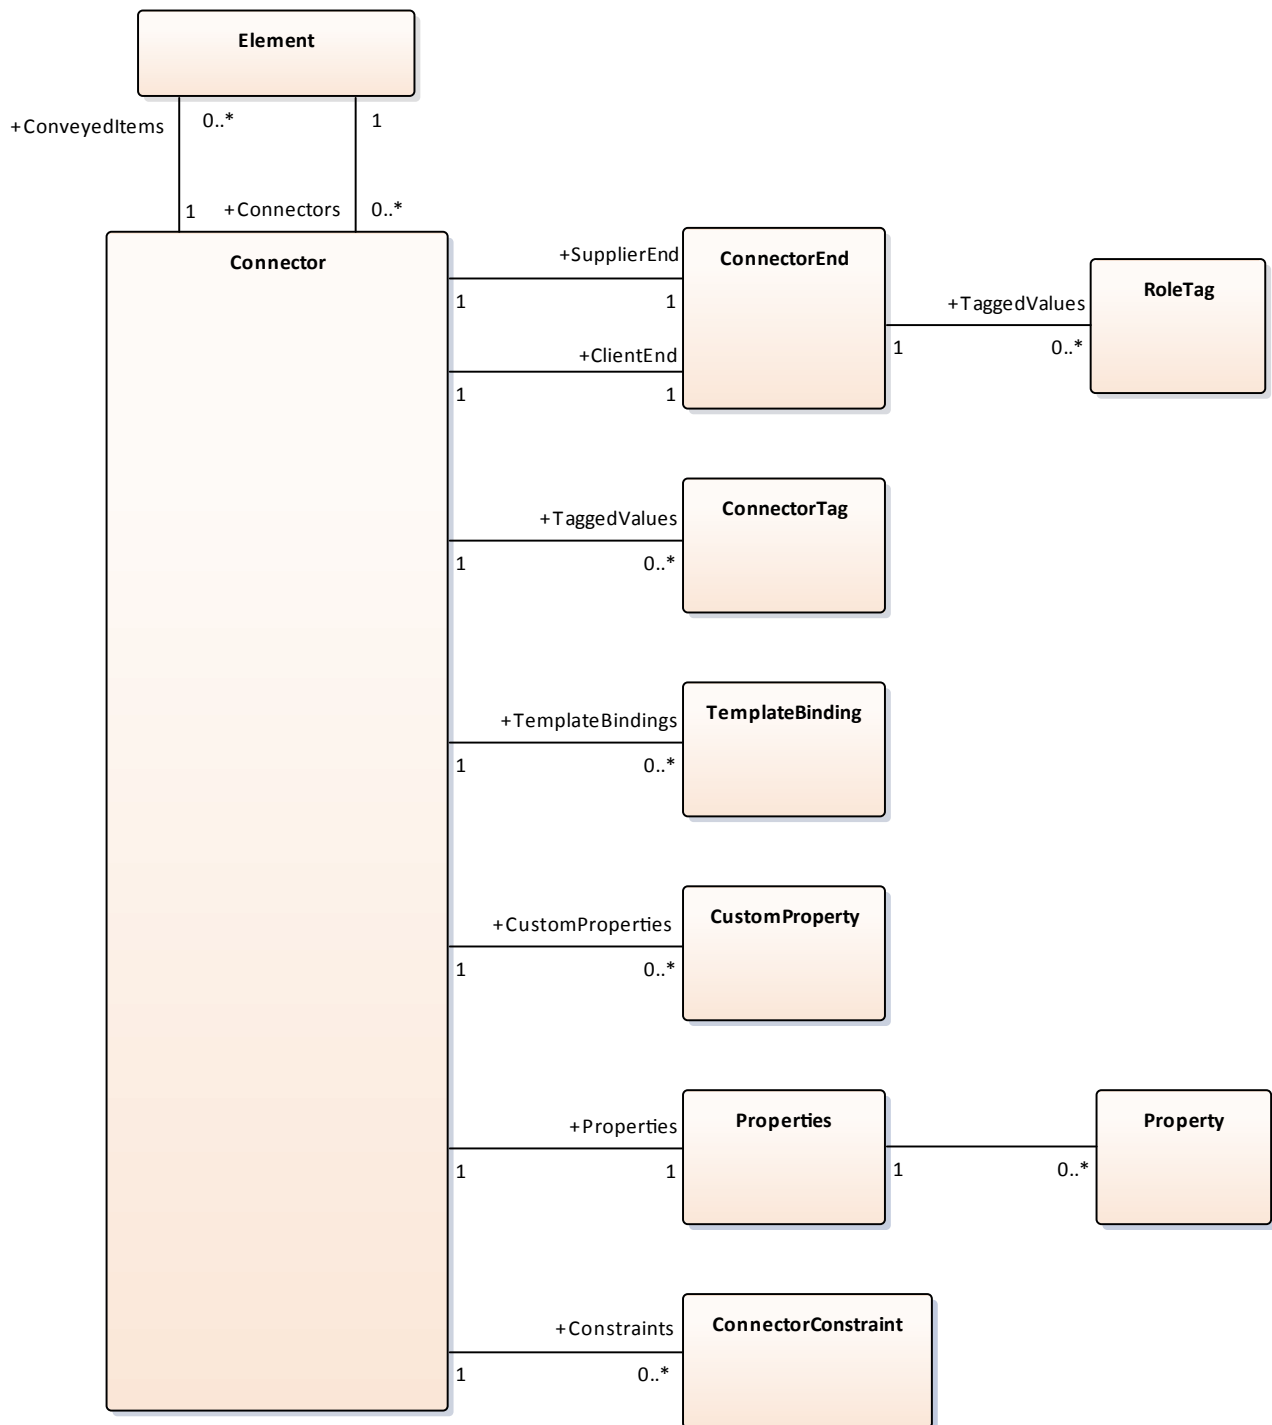 Element
+ConveyedItems
0..*
1
1
+Connectors
0..*
Connector
+SupplierEnd
1
1
+ClientEnd
1
1
ConnectorEnd
+TaggedValues
1
0..*
RoleTag
+TaggedValues
1
0..*
ConnectorTag
+TemplateBindings
1
0..*
TemplateBinding
+CustomProperties
1
0..*
CustomProperty
+Properties
1
1
Properties
1
0..*
Property
+Constraints
1
0..*
ConnectorConstraint